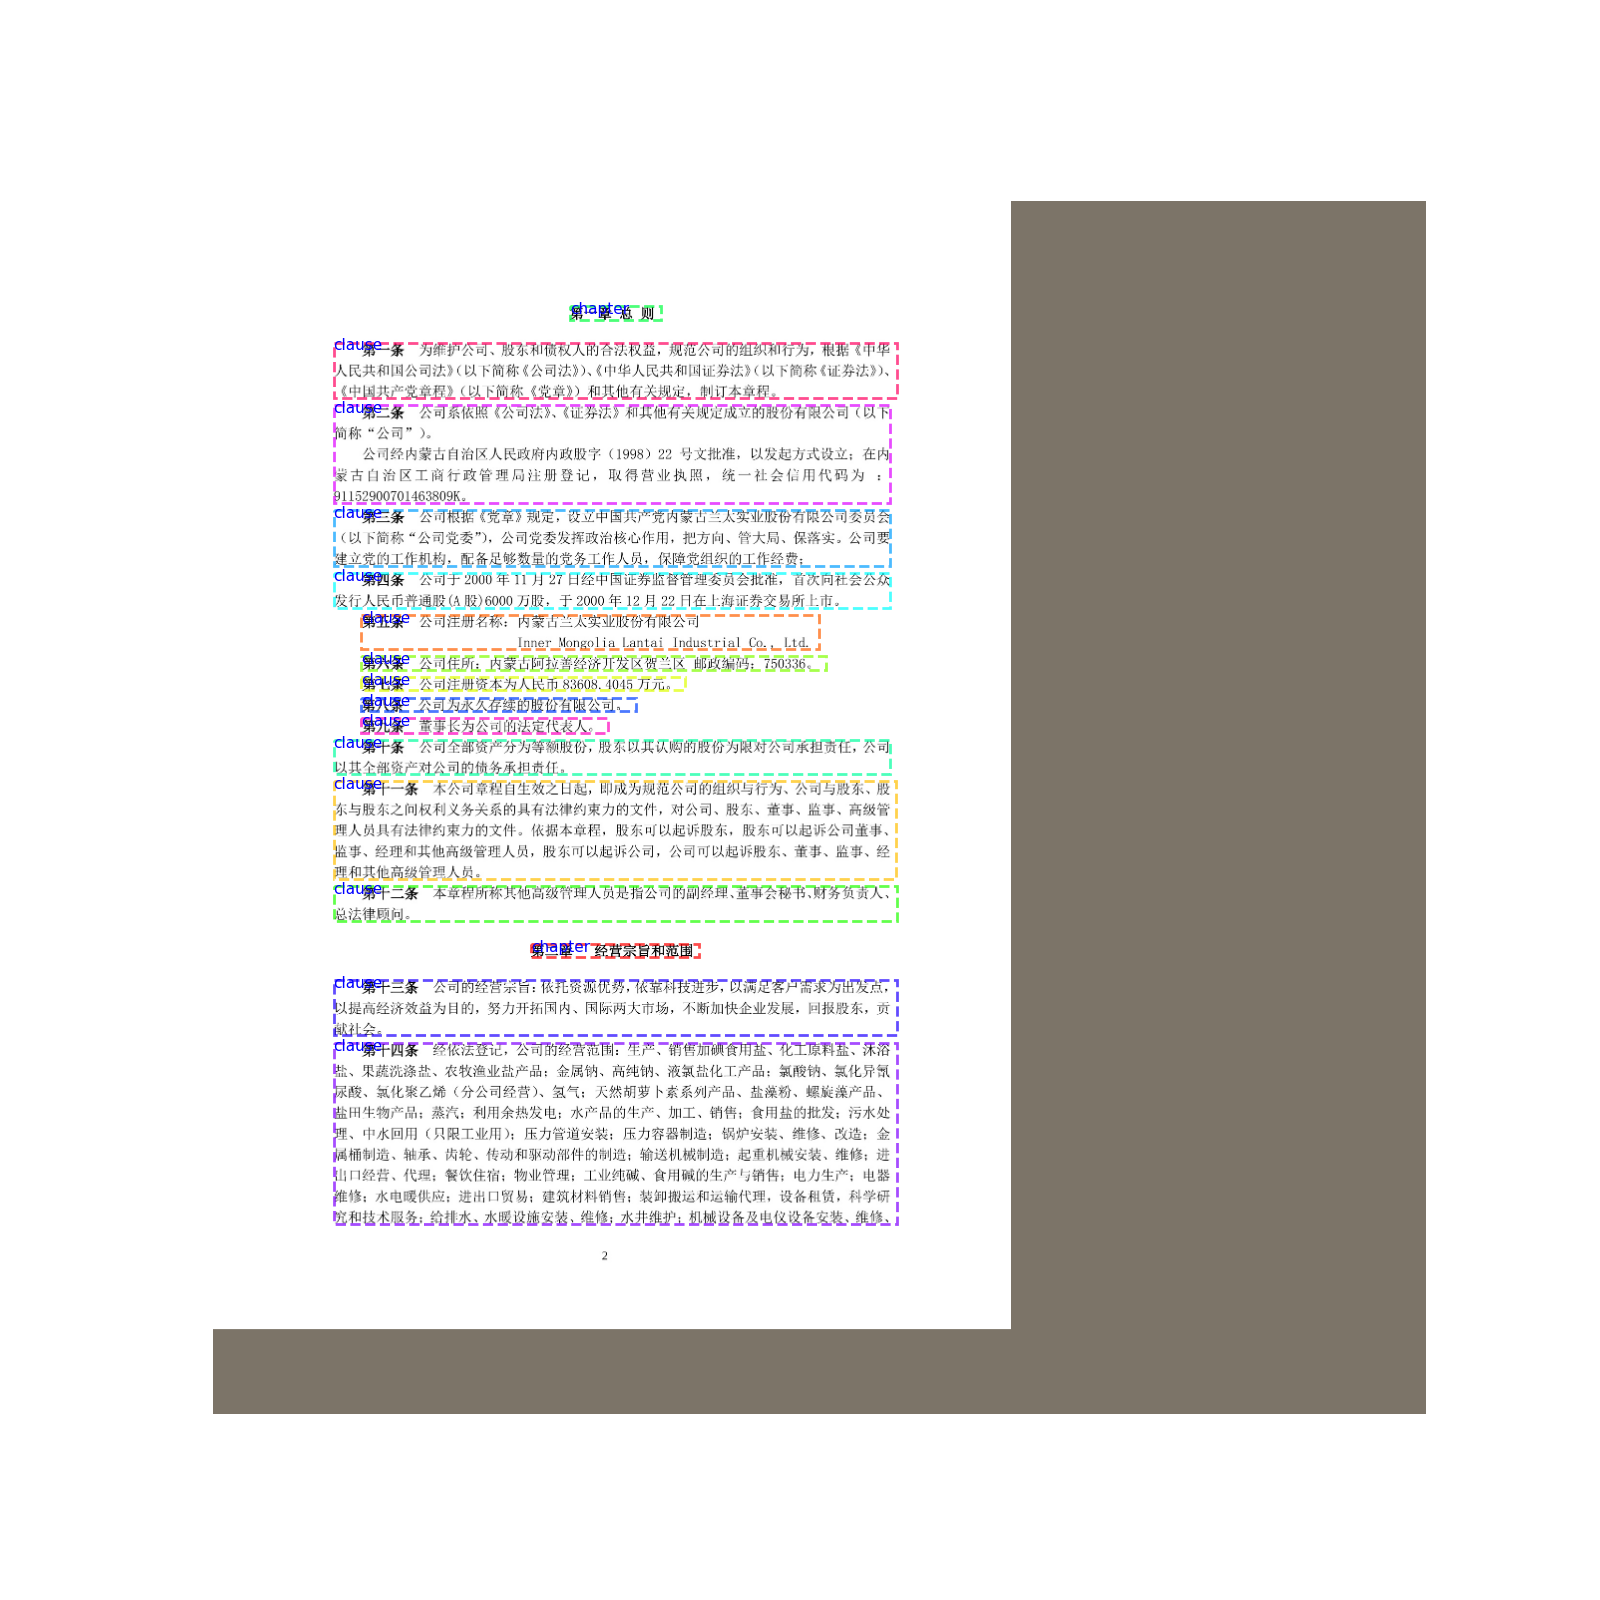 chapter
第一章 总 则
clause
第一条 为维护公司、股东和债权人的合法权益，规范公司的组织和行为，根据《中华
人民共和国公司法》（以下简称《公司法》）、《中华人民共和国证券法》（以下简称《证券法》）、
《中国共产党章程》（以下简称《党章》）和其他有关规定，制订本章程。
clause
第二条 公司系依照《公司法》、《证券法》和其他有关规定成立的股份有限公司（以下
简称“公司”）。
公司经内蒙古自治区人民政府内政股字（1998）22 号文批准，以发起方式设立；在内
蒙古自治区工商行政管理局注册登记，取得营业执照，统一社会信用代码为 ：
91152900701463809K。
clause
第三条 公司根据《党章》规定，设立中国共产党内蒙古兰太实业股份有限公司委员会
（以下简称“公司党委”），公司党委发挥政治核心作用，把方向、管大局、保落实。公司要
建立党的工作机构，配备足够数量的党务工作人员，保障党组织的工作经费；
clause
第四条 公司于 2000 年 11 月 27 日经中国证券监督管理委员会批准，首次向社会公众
发行人民币普通股(A 股)6000 万股，于 2000 年 12 月 22 日在上海证券交易所上市。
clause
第五条 公司注册名称：内蒙古兰太实业股份有限公司
Inner Mongolia Lantai Industrial Co., Ltd.
clause
第六条 公司住所：内蒙古阿拉善经济开发区贺兰区 邮政编码：750336。
clause
第七条 公司注册资本为人民币 83608.4045 万元。
clause
第八条 公司为永久存续的股份有限公司。
clause
第九条 董事长为公司的法定代表人。
clause
第十条 公司全部资产分为等额股份，股东以其认购的股份为限对公司承担责任，公司
以其全部资产对公司的债务承担责任。
clause
第十一条 本公司章程自生效之日起，即成为规范公司的组织与行为、公司与股东、股
东与股东之间权利义务关系的具有法律约束力的文件，对公司、股东、董事、监事、高级管
理人员具有法律约束力的文件。依据本章程，股东可以起诉股东，股东可以起诉公司董事、
监事、经理和其他高级管理人员，股东可以起诉公司，公司可以起诉股东、董事、监事、经
理和其他高级管理人员。
clause
第十二条 本章程所称其他高级管理人员是指公司的副经理、董事会秘书、财务负责人、
总法律顾问。
chapter
第二章 经营宗旨和范围
clause
第十三条 公司的经营宗旨：依托资源优势，依靠科技进步，以满足客户需求为出发点，
以提高经济效益为目的，努力开拓国内、国际两大市场，不断加快企业发展，回报股东，贡
献社会。
clause
第十四条 经依法登记，公司的经营范围：生产、销售加碘食用盐、化工原料盐、沐浴
盐、果蔬洗涤盐、农牧渔业盐产品；金属钠、高纯钠、液氯盐化工产品；氯酸钠、氯化异氰
尿酸、氯化聚乙烯（分公司经营）、氢气；天然胡萝卜素系列产品、盐藻粉、螺旋藻产品、
盐田生物产品；蒸汽；利用余热发电；水产品的生产、加工、销售；食用盐的批发；污水处
理、中水回用（只限工业用）；压力管道安装；压力容器制造；锅炉安装、维修、改造；金
属桶制造、轴承、齿轮、传动和驱动部件的制造；输送机械制造；起重机械安装、维修；进
出口经营、代理；餐饮住宿；物业管理；工业纯碱、食用碱的生产与销售；电力生产；电器
维修；水电暖供应；进出口贸易；建筑材料销售；装卸搬运和运输代理，设备租赁，科学研
究和技术服务；给排水、水暖设施安装、维修；水井维护；机械设备及电仪设备安装、维修、
2